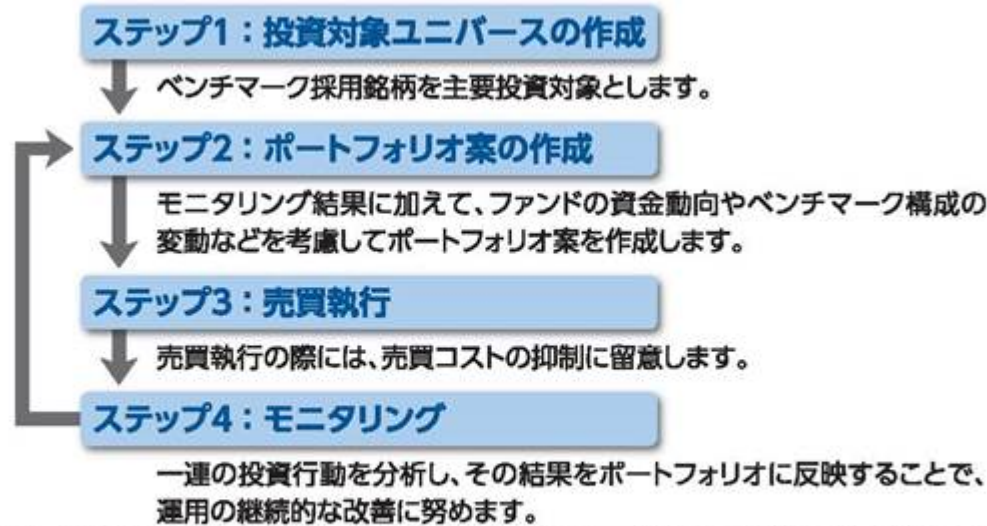 ステップ1：投資対象ユニバースの作成
ベンチマーク採用銘柄を主要投資対象とします。
ステップ2：ポートフォリオ案の作成
モニタリング結果に加えて、ファンドの資金動向やベンチマーク構成の
変動などを考慮してポートフォリオ案を作成します。
ステップ3：売買執行
売買執行の際には、売買コストの抑制に留意します。
ステップ4：モニタリング
一連の投資行動を分析し、その結果をポートフォリオに反映することで、
運用の継続的な改善に努めます。